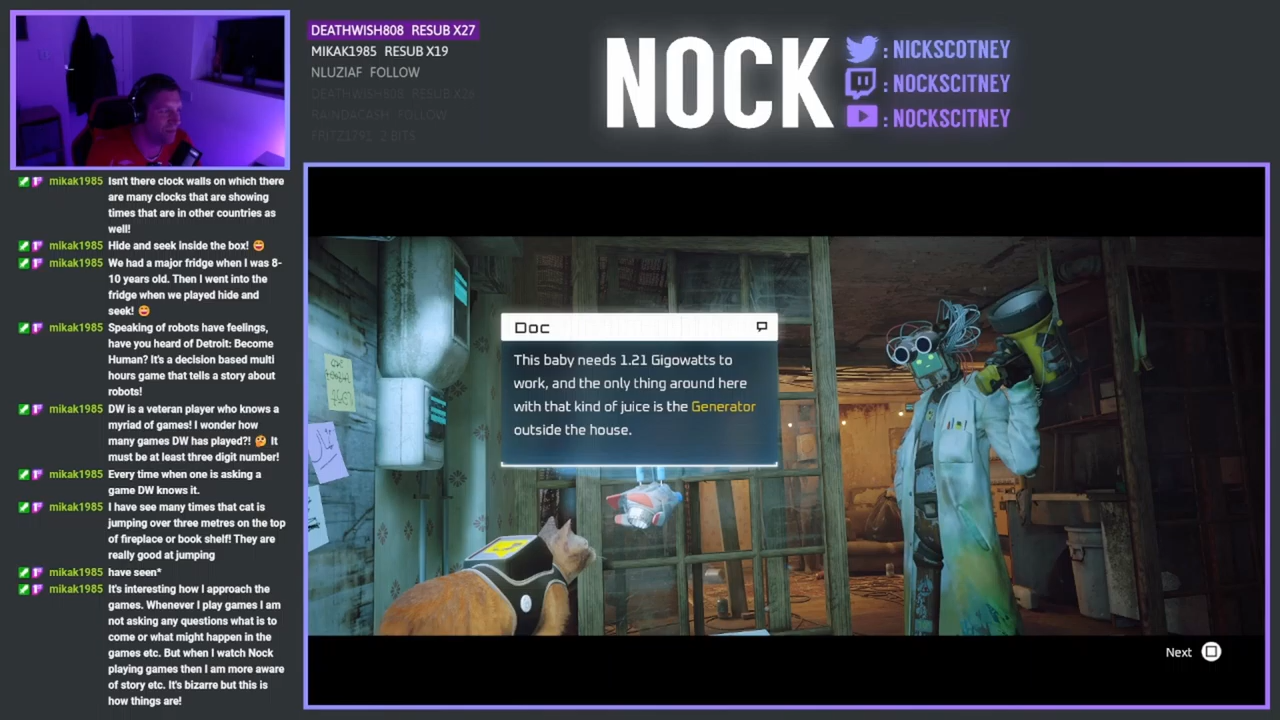 DEATHWISH808 RESUB X27
MIKAK1985 RESUB X19
NLUZIAF FOLLOW
DEATHWISH808 RESUB X26
RAINDACASH FOLLOW
FRITZ1792 2 BITS
NOCK
: NICKSCOTNEY
: NOCKSCITNEY
: NOCKSCITNEY
mikak1985 Isn't there clock walls on which there
are many clocks that are showing
times that are in other countries as
well!
mikak1985 Hide and seek inside the box! 😄
mikak1985 We had a major fridge when I was 8-
10 years old. Then I went into the
fridge when we played hide and
seek! 😄
mikak1985 Speaking of robots have feelings,
have you heard of Detroit: Become
Human? It's a decision based multi
hours game that tells a story about
robots!
mikak1985 DW is a veteran player who knows a
myriad of games! I wonder how
many games DW has played?! 🤔 It
must be at least three digit number!
mikak1985 Every time when one is asking a
game DW knows it.
mikak1985 I have see many times that cat is
jumping over three metres on the top
of fireplace or book shelf! They are
really good at jumping
mikak1985 have seen*
mikak1985 It's interesting how I approach the
games. Whenever I play games I am
not asking any questions what is to
come or what might happen in the
games etc. But when I watch Nock
playing games then I am more aware
of story etc. It's bizarre but this is
how things are!
Doc
This baby needs 1.21 Gigowatts to
work, and the only thing around here
with that kind of juice is the Generator
outside the house.
Next